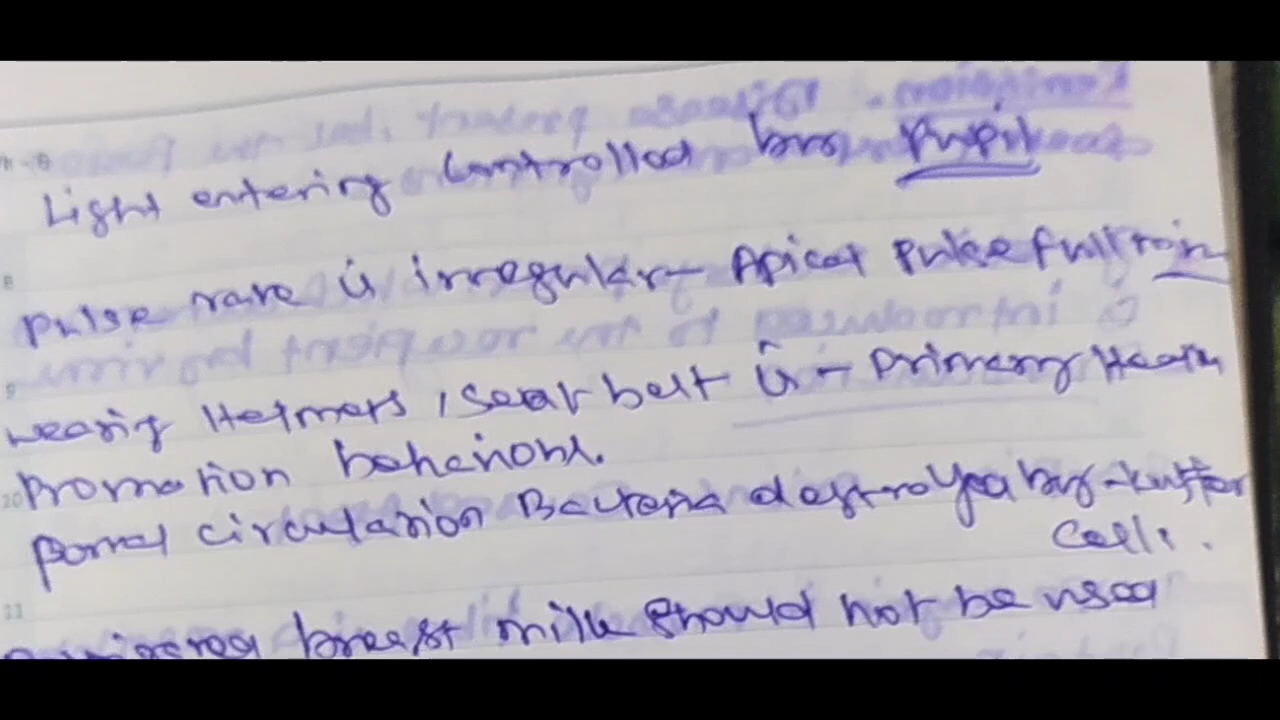 Light entering controlled by Pupil
Pulse rate is irregular - Apical Pulse full min
wearing Helmets, seat belt is - Primary Health
Promotion behaviour.
Portal circulation Bacteria destroyed by - kupffer
cells.
breast milk should not be used